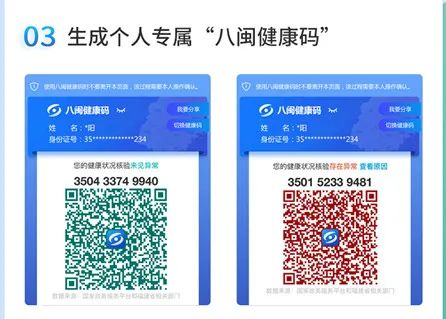 03 生成个人专属“八闽健康码”
使用八闽健康码时不要离开本页面，该过程需要本人操作确认。
八闽健康码
我要分享
切换健康码
姓 名：*阳
身份证号：35*************234
您的健康状况核验未见异常
3504 3374 9940
数据来源：国家政务服务平台和福建省相关部门
使用八闽健康码时不要离开本页面，该过程需要本人操作确认。
八闽健康码
我要分享
切换健康码
姓 名：*阳
身份证号：35*************234
您的健康状况核验存在异常 查看原因
3501 5233 9481
数据来源：国家政务服务平台和福建省相关部门